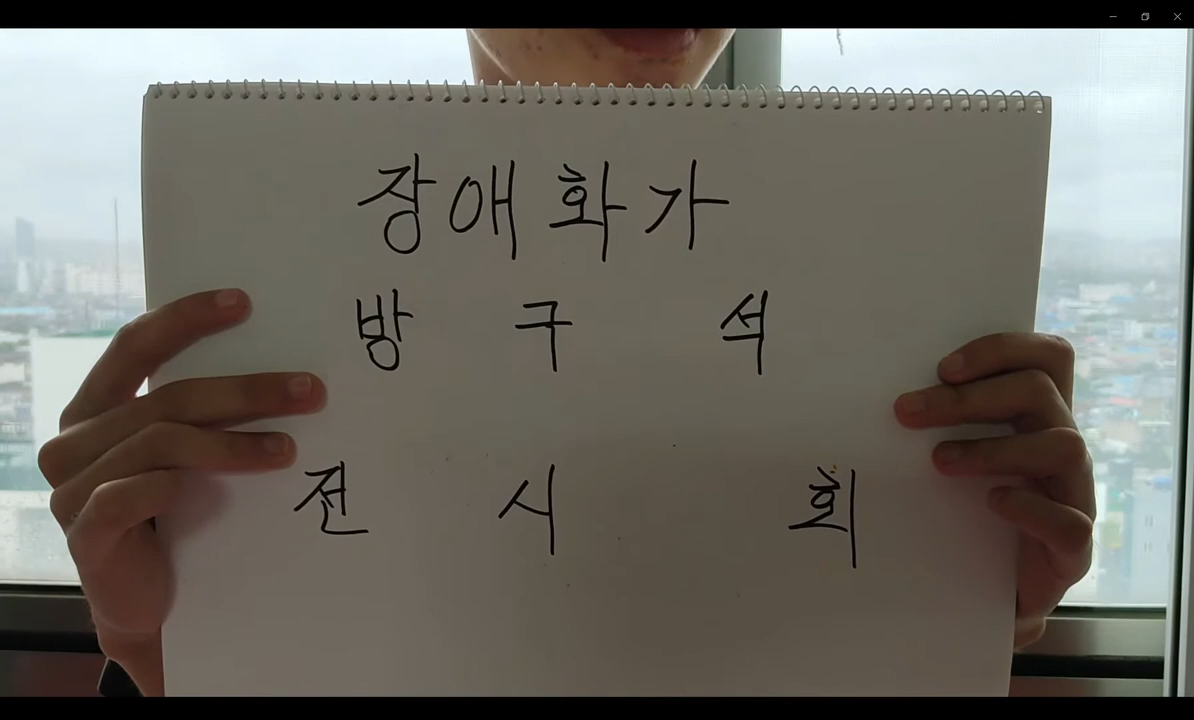 장애화가
방 구 석
전 시 회